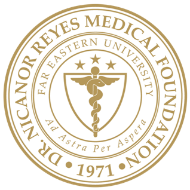 DR. NICANOR REYES MEDICAL FOUNDATION
FAR EASTERN UNIVERSITY
Ad Astra Per Aspera
• 1971 •